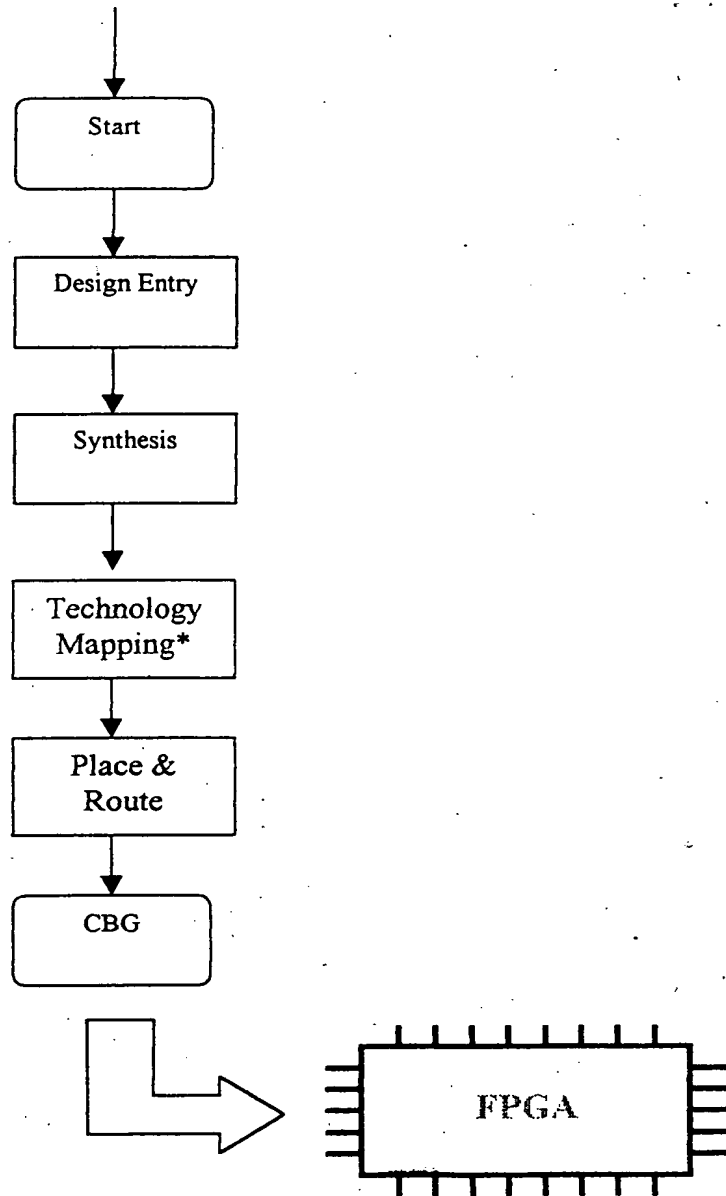 Start
Design Entry
Synthesis
Technology
Mapping*
Place &
Route
CBG
FPGA